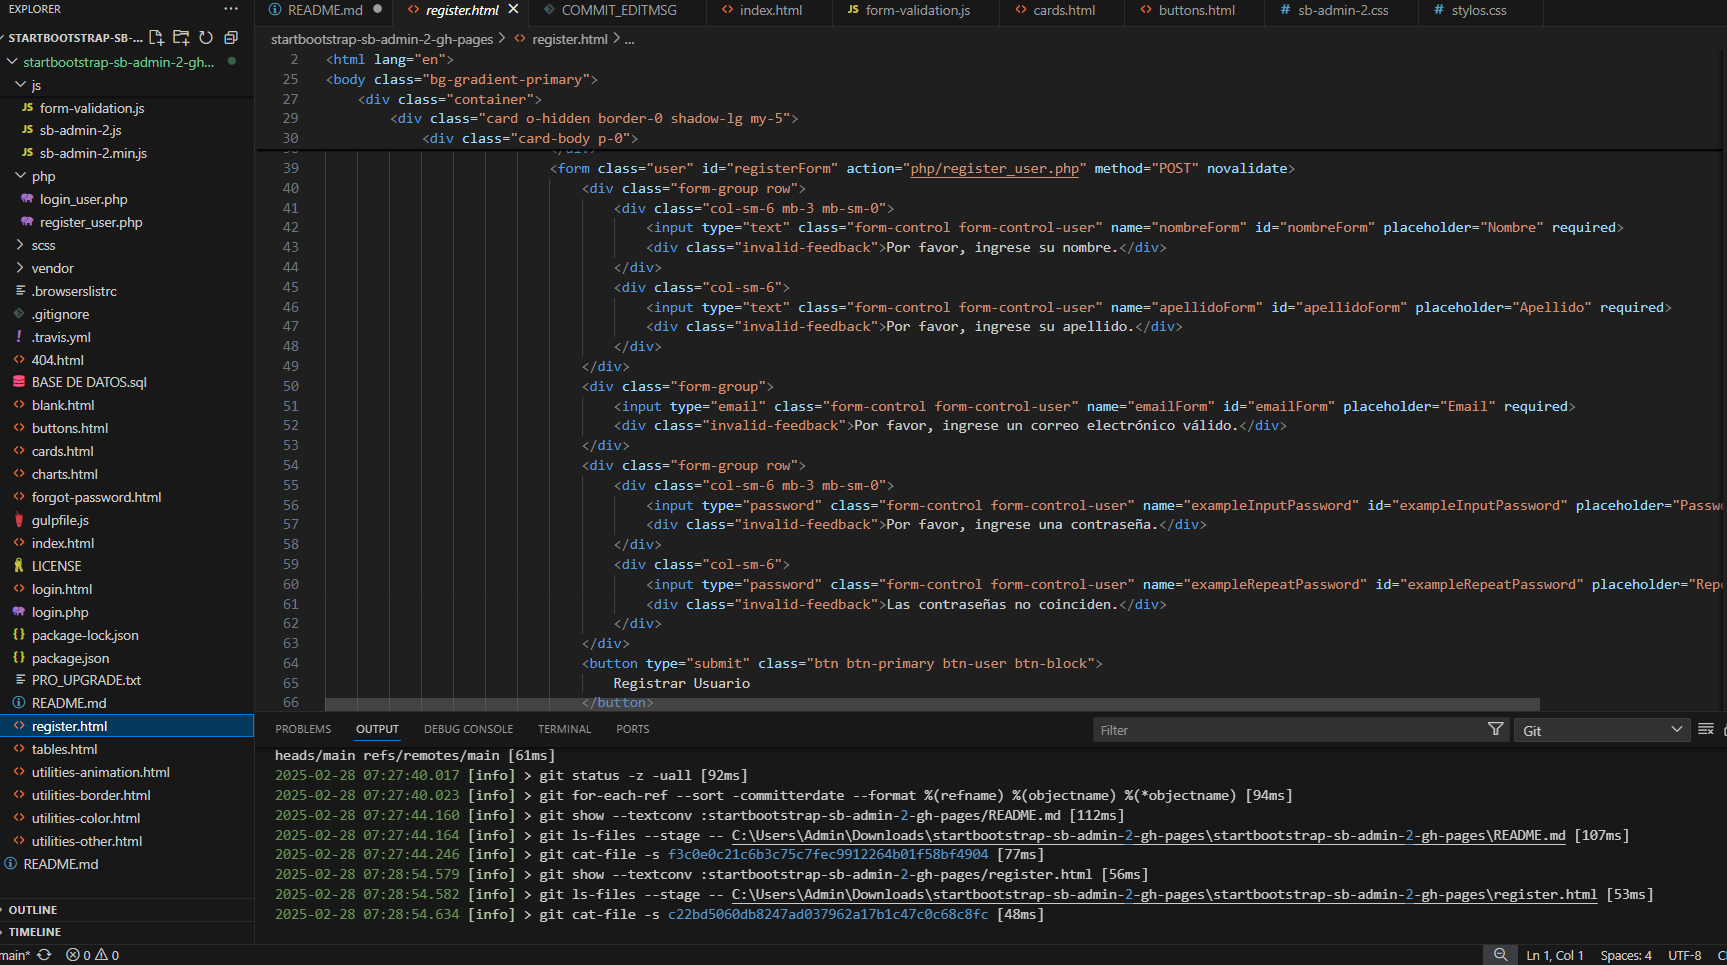 EXPLORER
STARTBOOTSTRAP-SB-...
startbootstrap-sb-admin-2-gh...
js
JS form-validation.js
JS sb-admin-2.js
JS sb-admin-2.min.js
php
login_user.php
register_user.php
scss
vendor
.browserslistrc
.gitignore
! .travis.yml
<> 404.html
BASE DE DATOS.sql
<> blank.html
<> buttons.html
<> cards.html
<> charts.html
<> forgot-password.html
gulpfile.js
<> index.html
LICENSE
<> login.html
login.php
{} package-lock.json
{} package.json
PRO_UPGRADE.txt
README.md
<> register.html
<> tables.html
<> utilities-animation.html
<> utilities-border.html
<> utilities-color.html
<> utilities-other.html
README.md
OUTLINE
TIMELINE
README.md
<> register.html
COMMIT_EDITMSG
<> index.html
JS form-validation.js
<> cards.html
<> buttons.html
# sb-admin-2.css
# stylos.css
startbootstrap-sb-admin-2-gh-pages > <> register.html > ...
2 <html lang="en">
25 <body class="bg-gradient-primary">
27 <div class="container">
29 <div class="card o-hidden border-0 shadow-lg my-5">
30 <div class="card-body p-0">
39 <form class="user" id="registerForm" action="php/register_user.php" method="POST" novalidate>
40 <div class="form-group row">
41 <div class="col-sm-6 mb-3 mb-sm-0">
42 <input type="text" class="form-control form-control-user" name="nombreForm" id="nombreForm" placeholder="Nombre" required>
43 <div class="invalid-feedback">Por favor, ingrese su nombre.</div>
44 </div>
45 <div class="col-sm-6">
46 <input type="text" class="form-control form-control-user" name="apellidoForm" id="apellidoForm" placeholder="Apellido" required>
47 <div class="invalid-feedback">Por favor, ingrese su apellido.</div>
48 </div>
49 </div>
50 <div class="form-group">
51 <input type="email" class="form-control form-control-user" name="emailForm" id="emailForm" placeholder="Email" required>
52 <div class="invalid-feedback">Por favor, ingrese un correo electrónico válido.</div>
53 </div>
54 <div class="form-group row">
55 <div class="col-sm-6 mb-3 mb-sm-0">
56 <input type="password" class="form-control form-control-user" name="exampleInputPassword" id="exampleInputPassword" placeholder="Passw
57 <div class="invalid-feedback">Por favor, ingrese una contraseña.</div>
58 </div>
59 <div class="col-sm-6">
60 <input type="password" class="form-control form-control-user" name="exampleRepeatPassword" id="exampleRepeatPassword" placeholder="Rep
61 <div class="invalid-feedback">Las contraseñas no coinciden.</div>
62 </div>
63 </div>
64 <button type="submit" class="btn btn-primary btn-user btn-block">
65 Registrar Usuario
66 </button>
PROBLEMS OUTPUT DEBUG CONSOLE TERMINAL PORTS
Filter
Git
heads/main refs/remotes/main [61ms]
2025-02-28 07:27:40.017 [info] > git status -z -uall [92ms]
2025-02-28 07:27:40.023 [info] > git for-each-ref --sort -committerdate --format %(refname) %(objectname) %(*objectname) [94ms]
2025-02-28 07:27:44.160 [info] > git show --textconv :startbootstrap-sb-admin-2-gh-pages/README.md [112ms]
2025-02-28 07:27:44.164 [info] > git ls-files --stage -- C:\Users\Admin\Downloads\startbootstrap-sb-admin-2-gh-pages\startbootstrap-sb-admin-2-gh-pages\README.md [107ms]
2025-02-28 07:27:44.246 [info] > git cat-file -s f3c0e0c21c6b3c75c7fec9912264b01f58bf4904 [77ms]
2025-02-28 07:28:54.579 [info] > git show --textconv :startbootstrap-sb-admin-2-gh-pages/register.html [56ms]
2025-02-28 07:28:54.582 [info] > git ls-files --stage -- C:\Users\Admin\Downloads\startbootstrap-sb-admin-2-gh-pages\startbootstrap-sb-admin-2-gh-pages\register.html [53ms]
2025-02-28 07:28:54.634 [info] > git cat-file -s c22bd5060db8247ad037962a17b1c47c0c68c8fc [48ms]
main* 0 0
Ln 1, Col 1 Spaces: 4 UTF-8